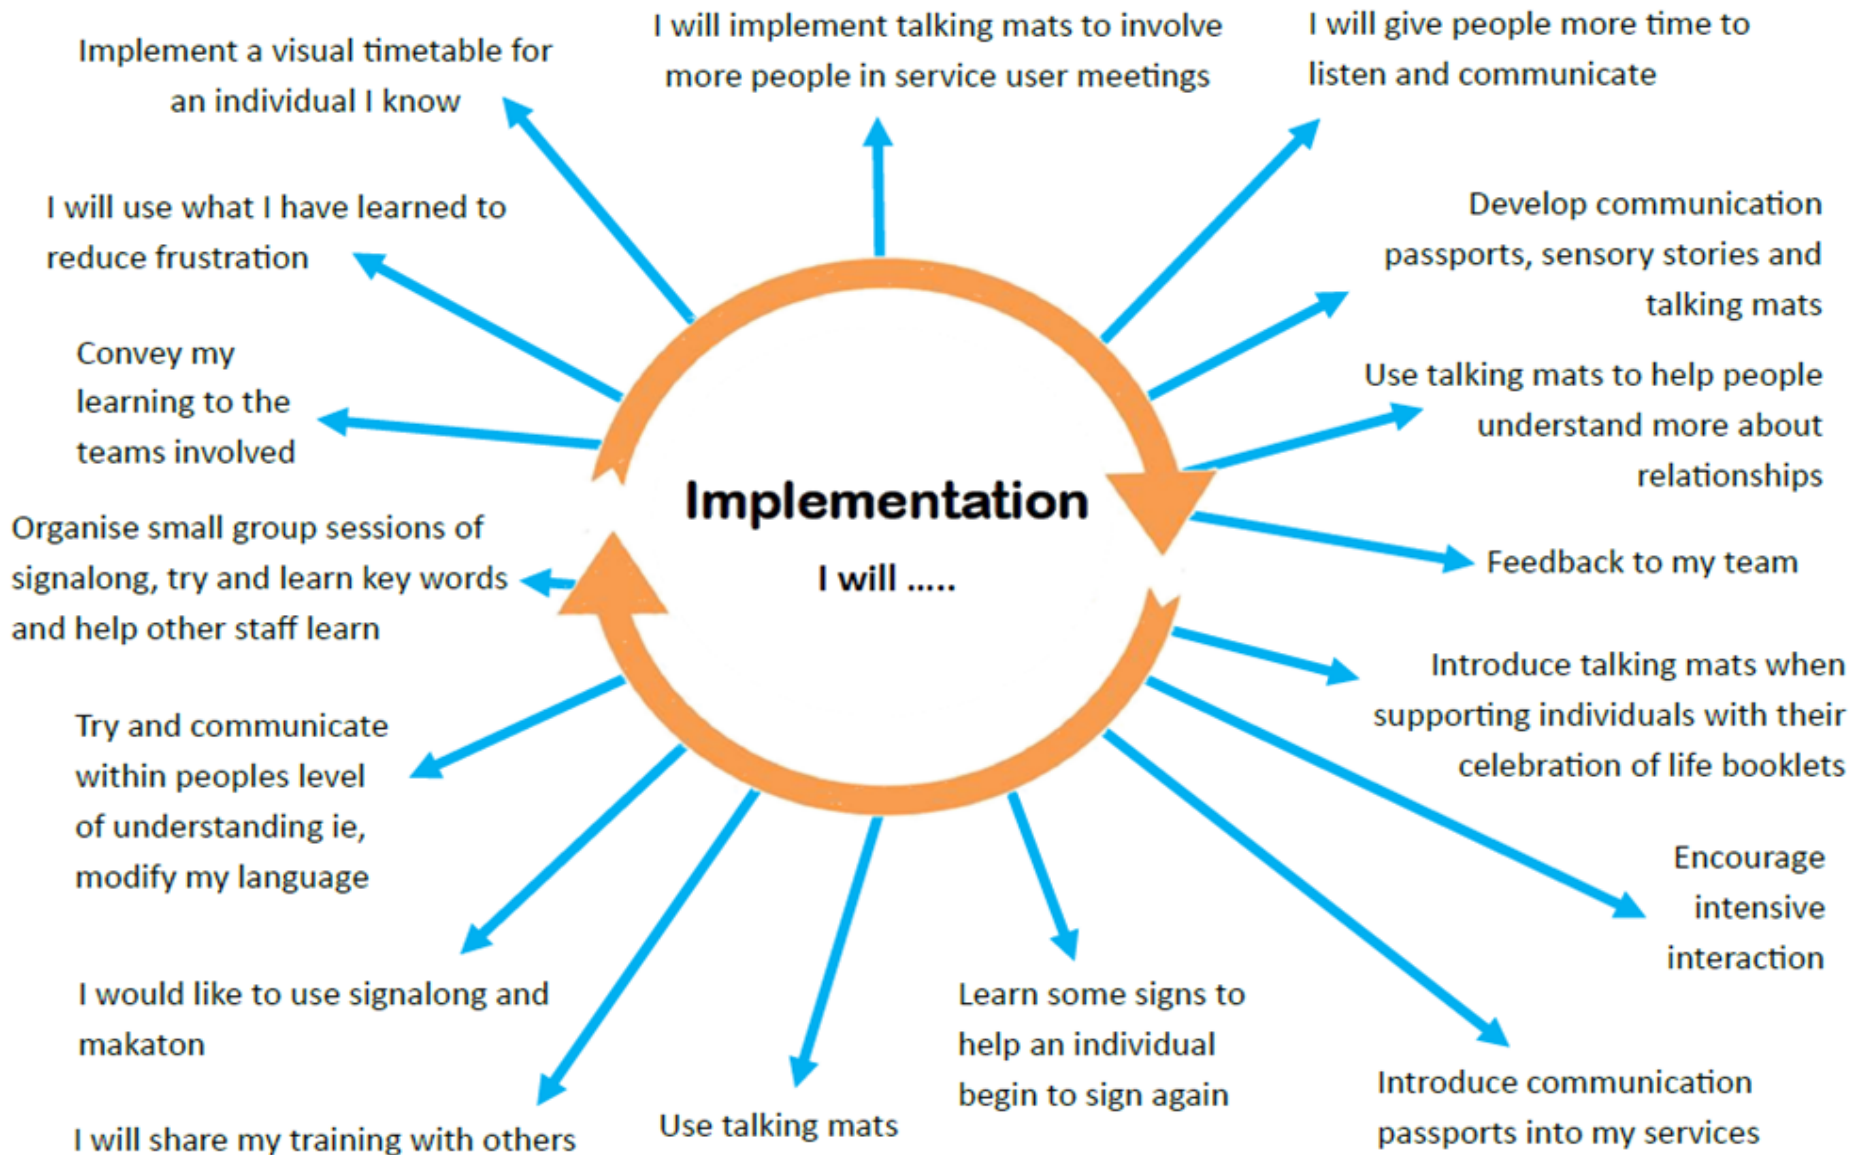 Implementation
I will .....
I will implement talking mats to involve
more people in service user meetings
I will give people more time to
listen and communicate
Develop communication
passports, sensory stories and
talking mats
Use talking mats to help people
understand more about
relationships
Feedback to my team
Introduce talking mats when
supporting individuals with their
celebration of life booklets
Encourage
intensive
interaction
Introduce communication
passports into my services
Learn some signs to
help an individual
begin to sign again
Use talking mats
I will share my training with others
I would like to use signalong and
makaton
Try and communicate
within peoples level
of understanding ie,
modify my language
Organise small group sessions of
signalong, try and learn key words
and help other staff learn
Convey my
learning to the
teams involved
I will use what I have learned to
reduce frustration
Implement a visual timetable for
an individual I know